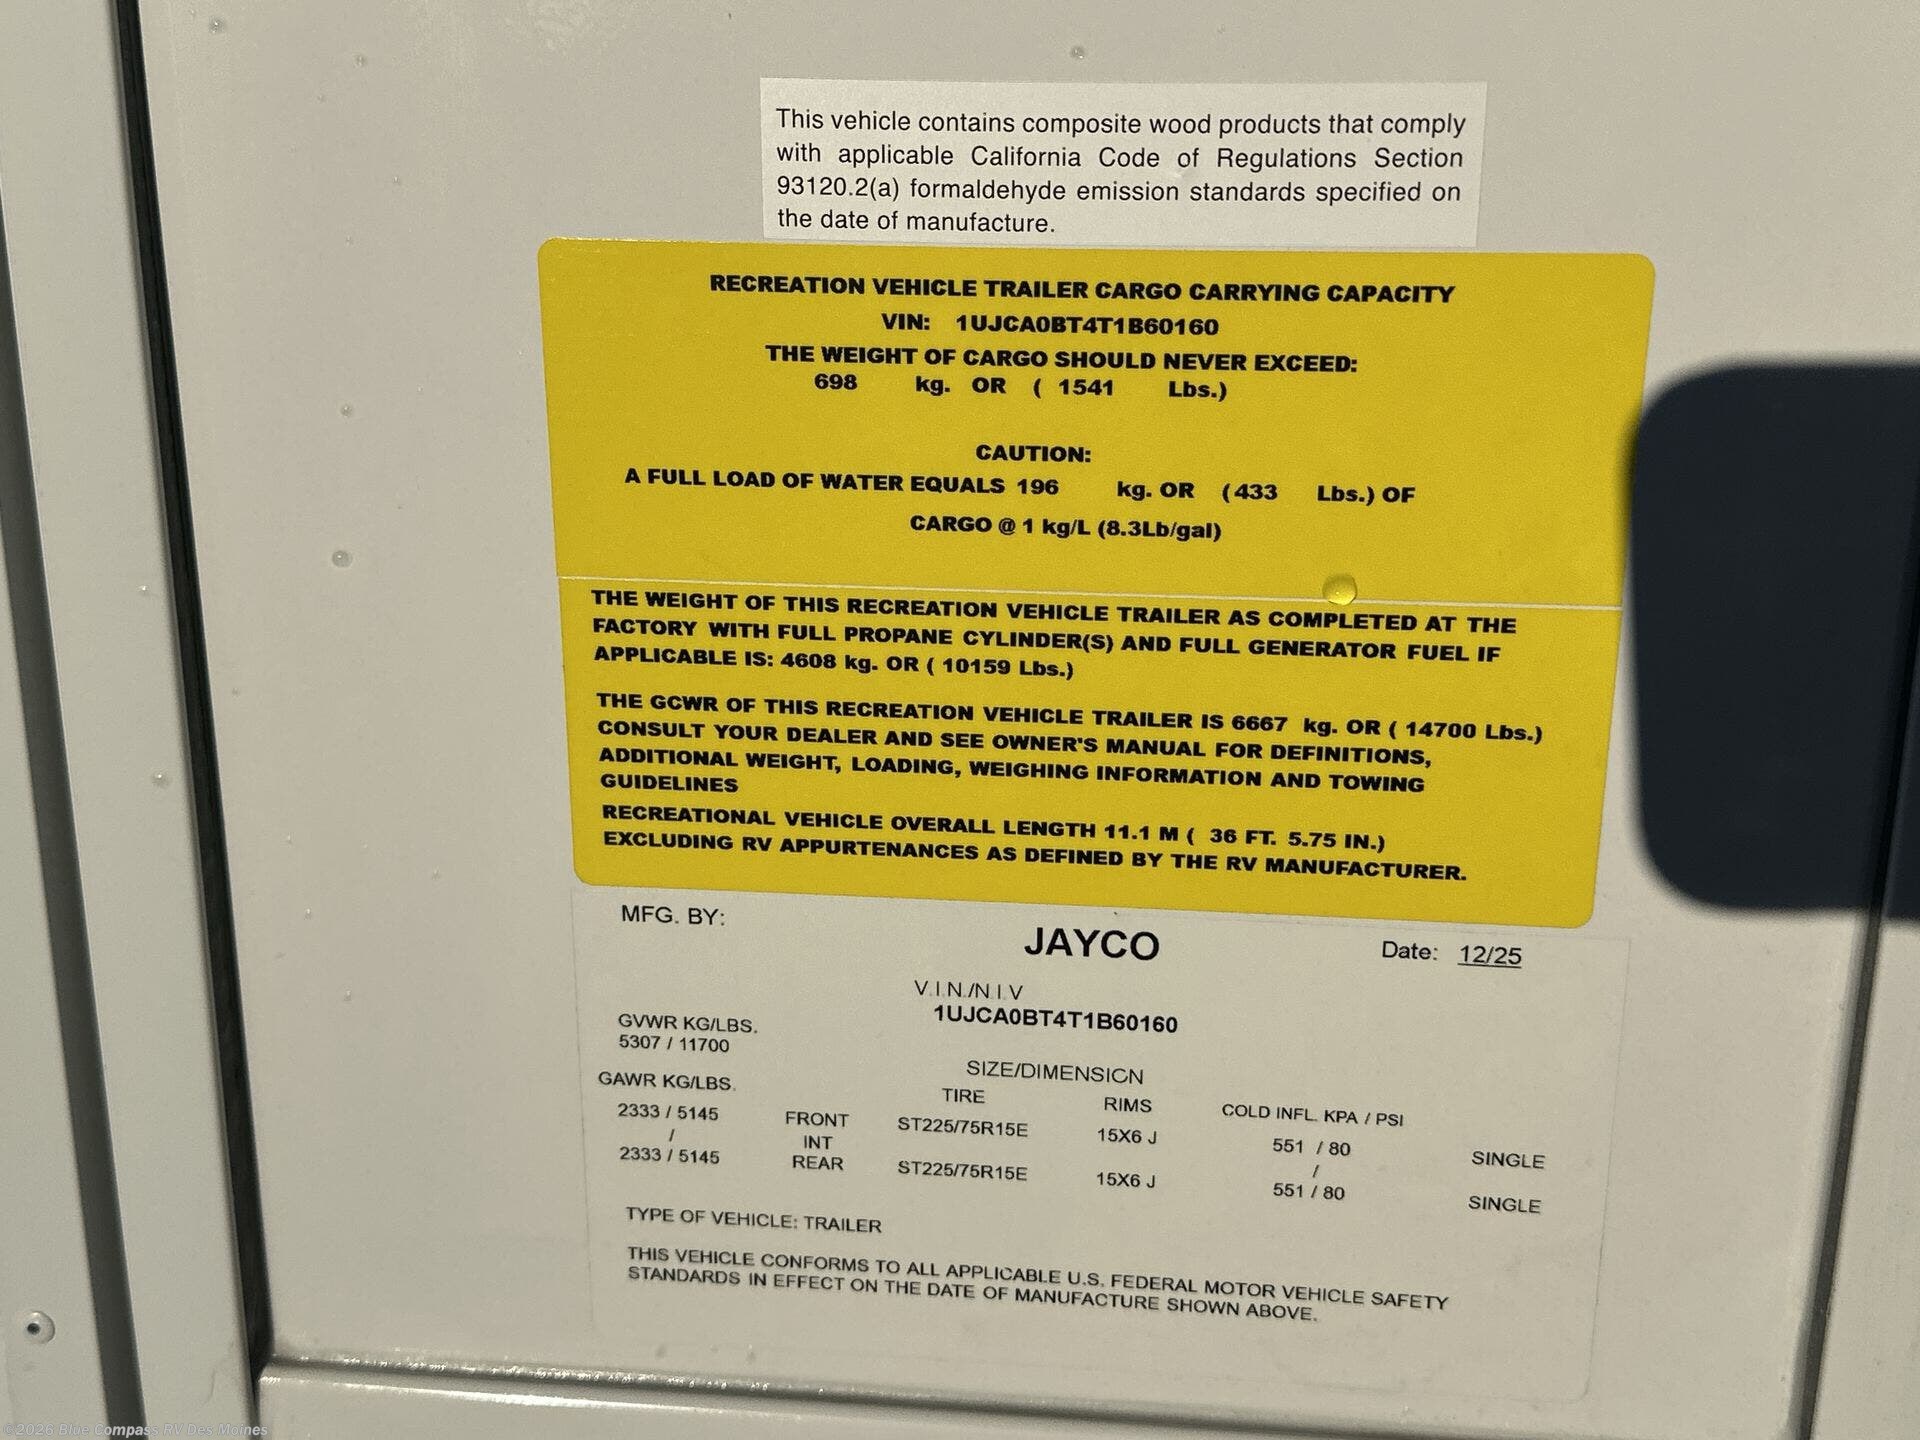 This vehicle contains composite wood products that comply
with applicable California Code of Regulations Section
93120.2(a) formaldehyde emission standards specified on
the date of manufacture.
RECREATION VEHICLE TRAILER CARGO CARRYING CAPACITY
VIN: 1UJCA0BT4T1B60160
THE WEIGHT OF CARGO SHOULD NEVER EXCEED:
698 kg. OR ( 1541 Lbs.)
CAUTION:
A FULL LOAD OF WATER EQUALS 196 kg. OR (433 Lbs.) OF
CARGO @ 1 kg/L (8.3Lb/gal)
THE WEIGHT OF THIS RECREATION VEHICLE TRAILER AS COMPLETED AT THE
FACTORY WITH FULL PROPANE CYLINDER(S) AND FULL GENERATOR FUEL IF
APPLICABLE IS: 4608 kg. OR ( 10159 Lbs.)
THE GCWR OF THIS RECREATION VEHICLE TRAILER IS 6667 kg. OR ( 14700 Lbs.)
CONSULT YOUR DEALER AND SEE OWNER'S MANUAL FOR DEFINITIONS,
ADDITIONAL WEIGHT, LOADING, WEIGHING INFORMATION AND TOWING
GUIDELINES
RECREATIONAL VEHICLE OVERALL LENGTH 11.1 M ( 36 FT. 5.75 IN.)
EXCLUDING RV APPURTENANCES AS DEFINED BY THE RV MANUFACTURER.
MFG. BY: JAYCO Date: 12/25
V.I.N./N.I.V
1UJCA0BT4T1B60160
GVWR KG/LBS.
5307 / 11700
SIZE/DIMENSION
GAWR KG/LBS. TIRE RIMS COLD INFL. KPA / PSI
2333 / 5145 FRONT ST225/75R15E 15X6 J 551 / 80 SINGLE
/ INT /
2333 / 5145 REAR ST225/75R15E 15X6 J 551 / 80 SINGLE
TYPE OF VEHICLE: TRAILER
THIS VEHICLE CONFORMS TO ALL APPLICABLE U.S. FEDERAL MOTOR VEHICLE SAFETY
STANDARDS IN EFFECT ON THE DATE OF MANUFACTURE SHOWN ABOVE.
©2026 Blue Compass RV Des Moines